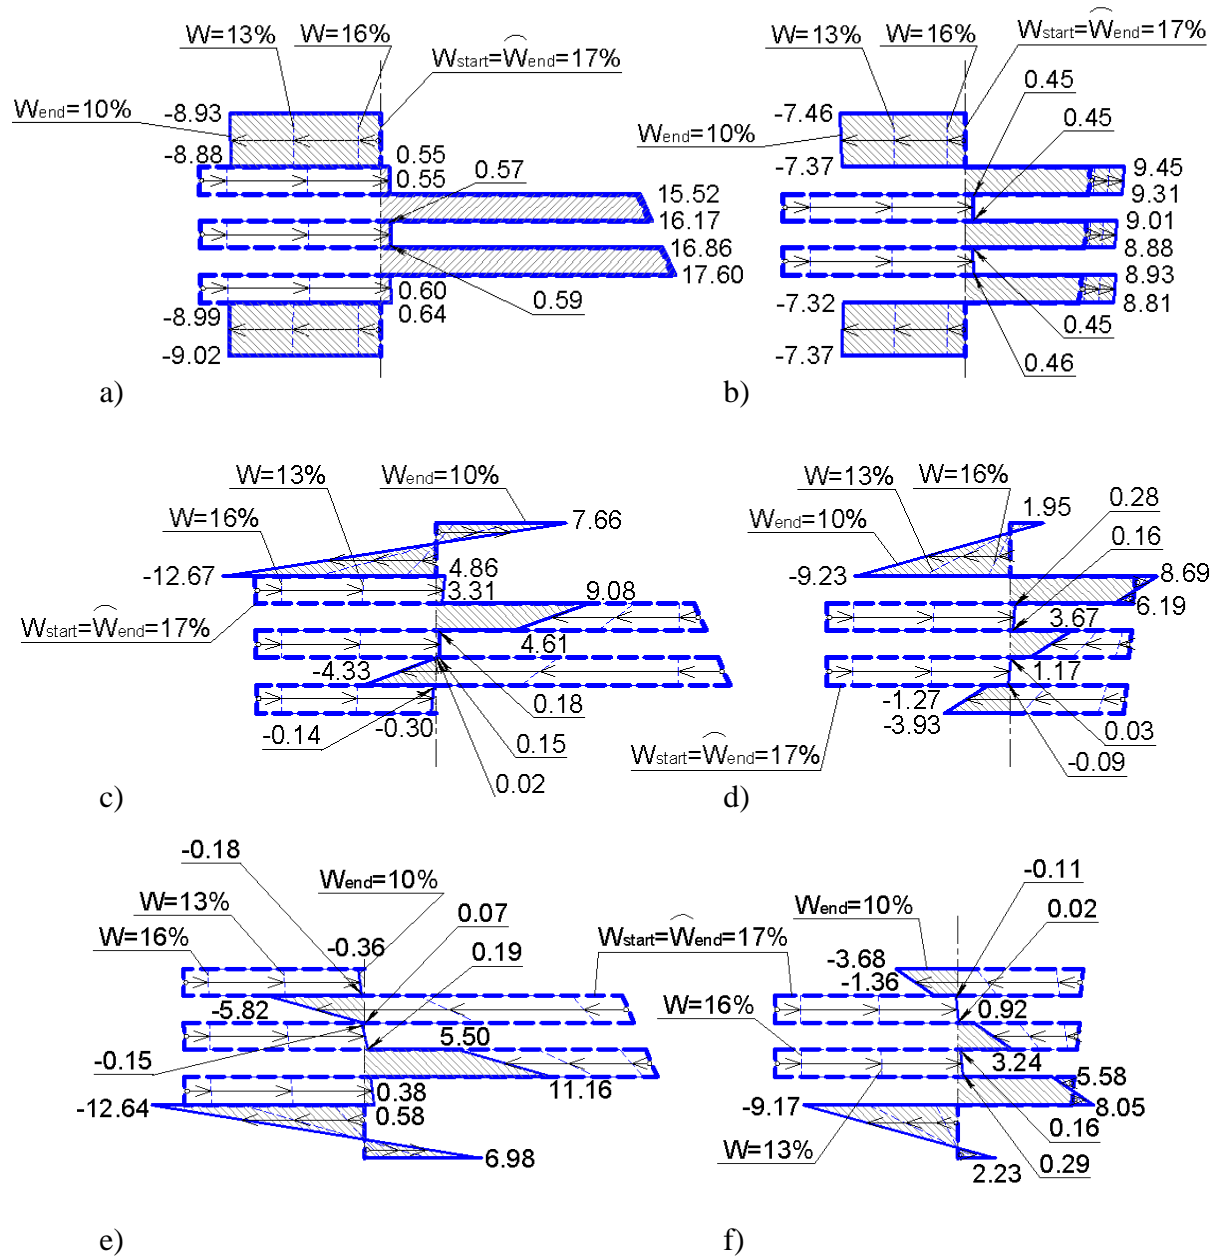 W=13%
W=16%
Wstart=Wend=17%
Wend=10%
-8.93
-8.88
0.55
0.55
0.57
15.52
16.17
16.86
17.60
0.60
0.64
0.59
-8.99
-9.02
a)
W=13%
W=16%
Wstart=Wend=17%
0.45
0.45
-7.46
Wend=10%
-7.37
9.45
9.31
9.01
8.88
8.93
8.81
-7.32
-7.37
0.45
0.46
b)
W=13%
Wend=10%
W=16%
7.66
-12.67
4.86
3.31
9.08
Wstart=Wend=17%
4.61
-4.33
0.18
-0.14
-0.30
0.15
0.02
c)
W=13%
W=16%
Wend=10%
1.95
0.28
0.16
-9.23
8.69
6.19
3.67
1.17
-1.27
-3.93
0.03
-0.09
Wstart=Wend=17%
d)
-0.18
Wend=10%
W=13%
W=16%
-0.36
0.07
0.19
-5.82
5.50
-0.15
0.38
0.58
11.16
-12.64
6.98
e)
-0.11
Wend=10%
0.02
Wstart=Wend=17%
-3.68
-1.36
W=16%
0.92
3.24
5.58
8.05
-9.17
0.16
W=13%
0.29
2.23
f)